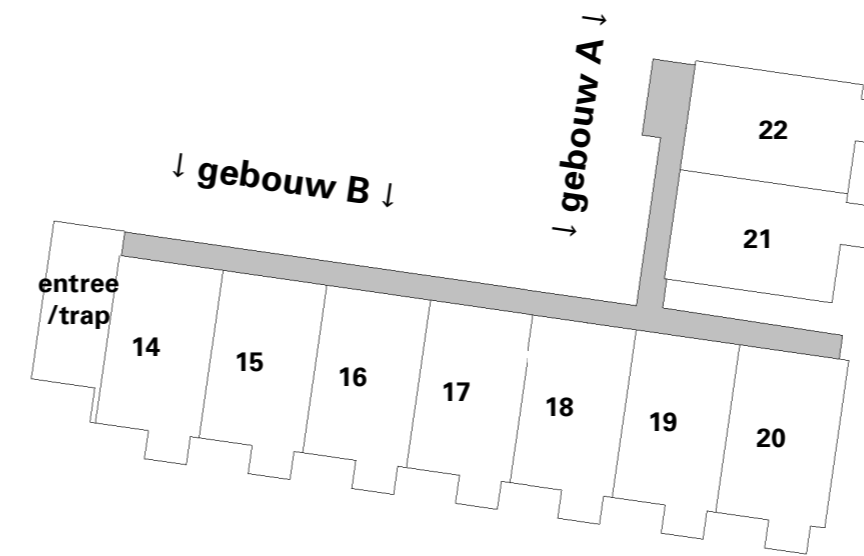 → gebouw A →
↓ gebouw B ↓
22
21
entree
/trap
14
15
16
17
18
19
20